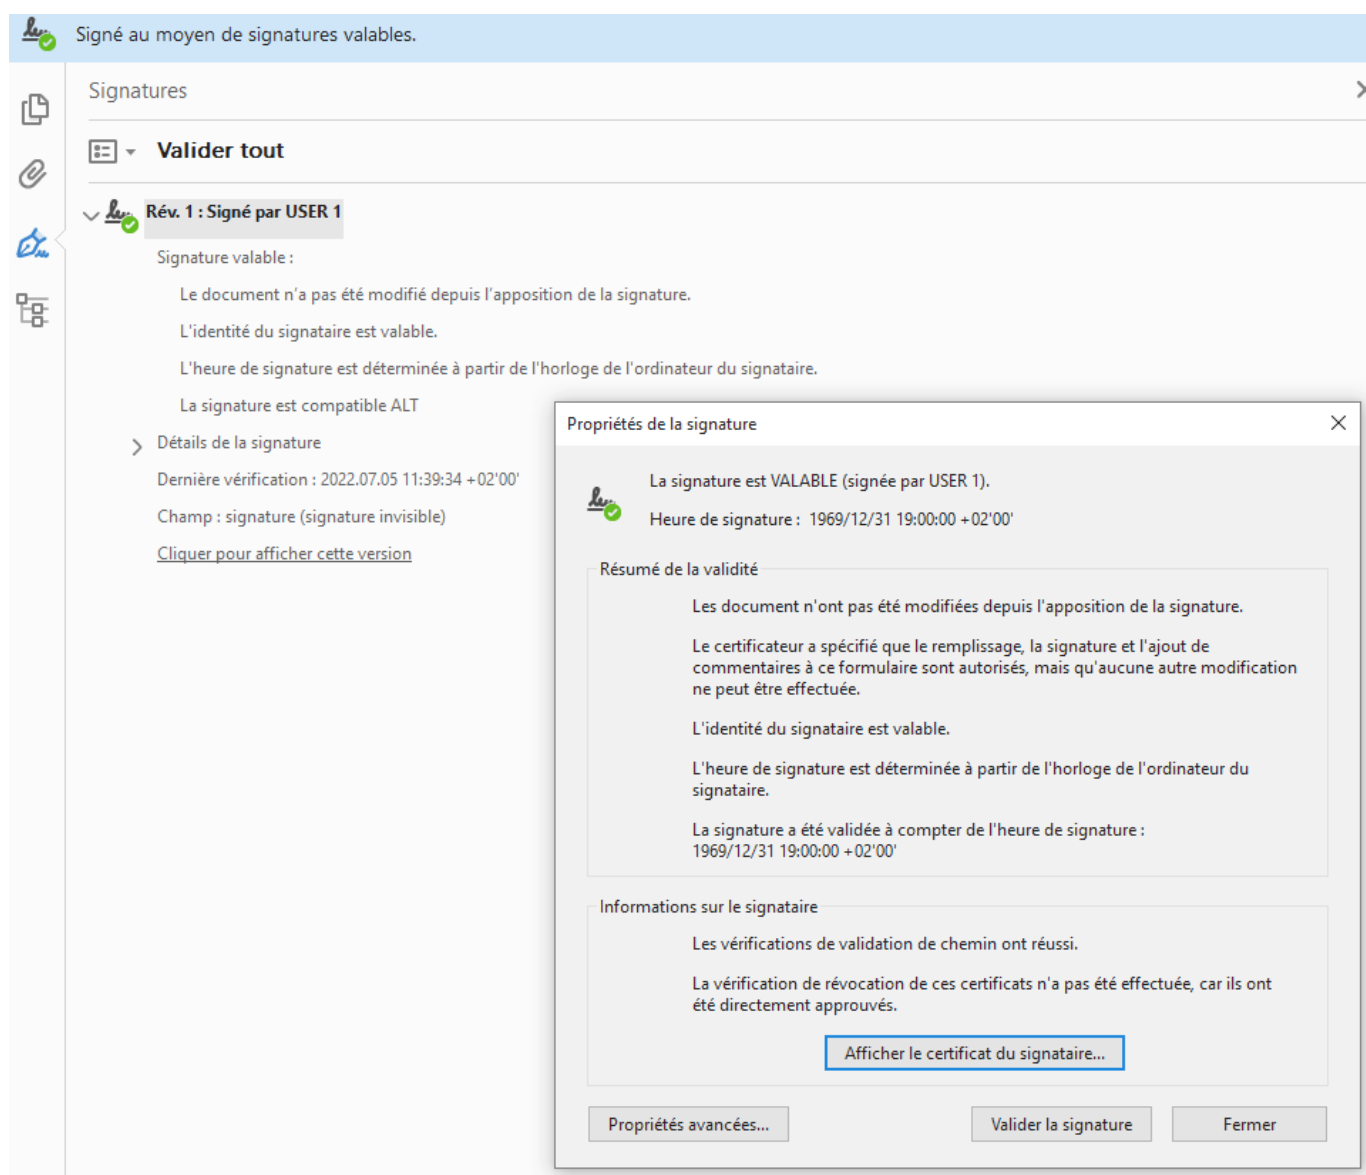 Signé au moyen de signatures valables.
Signatures
Valider tout
Rév. 1 : Signé par USER 1
Signature valable :
Le document n'a pas été modifié depuis l'apposition de la signature.
L'identité du signataire est valable.
L'heure de signature est déterminée à partir de l'horloge de l'ordinateur du signataire.
La signature est compatible ALT
Détails de la signature
Dernière vérification : 2022.07.05 11:39:34 +02'00'
Champ : signature (signature invisible)
Cliquer pour afficher cette version
Propriétés de la signature
La signature est VALABLE (signée par USER 1).
Heure de signature : 1969/12/31 19:00:00 +02'00'
Résumé de la validité
Les document n'ont pas été modifiées depuis l'apposition de la signature.
Le certificateur a spécifié que le remplissage, la signature et l'ajout de
commentaires à ce formulaire sont autorisés, mais qu'aucune autre modification
ne peut être effectuée.
L'identité du signataire est valable.
L'heure de signature est déterminée à partir de l'horloge de l'ordinateur du
signataire.
La signature a été validée à compter de l'heure de signature :
1969/12/31 19:00:00 +02'00'
Informations sur le signataire
Les vérifications de validation de chemin ont réussi.
La vérification de révocation de ces certificats n'a pas été effectuée, car ils ont
été directement approuvés.
Afficher le certificat du signataire...
Propriétés avancées...
Valider la signature
Fermer